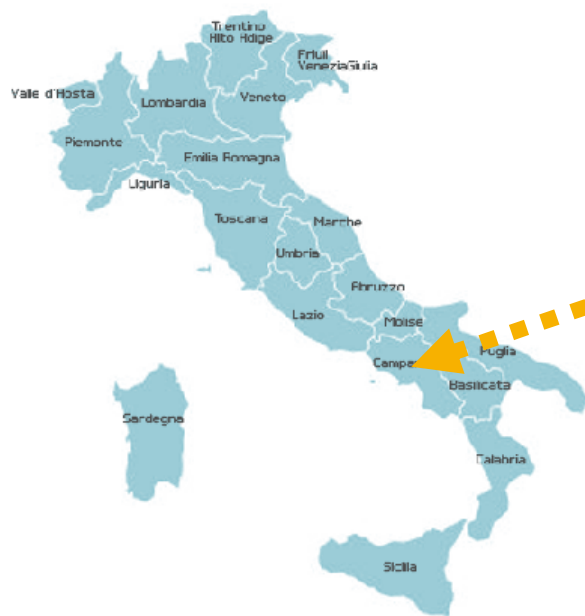 Trentino
Alto Adige
Friuli
VeneziaGiulia
Valle d'Aosta
Lombardia
Veneto
Piemonte
Emilia Romagna
Liguria
Toscana
Marche
Umbria
Abruzzo
Lazio
Molise
Puglia
Campa
Basilicata
Sardegna
Calabria
Sicilia